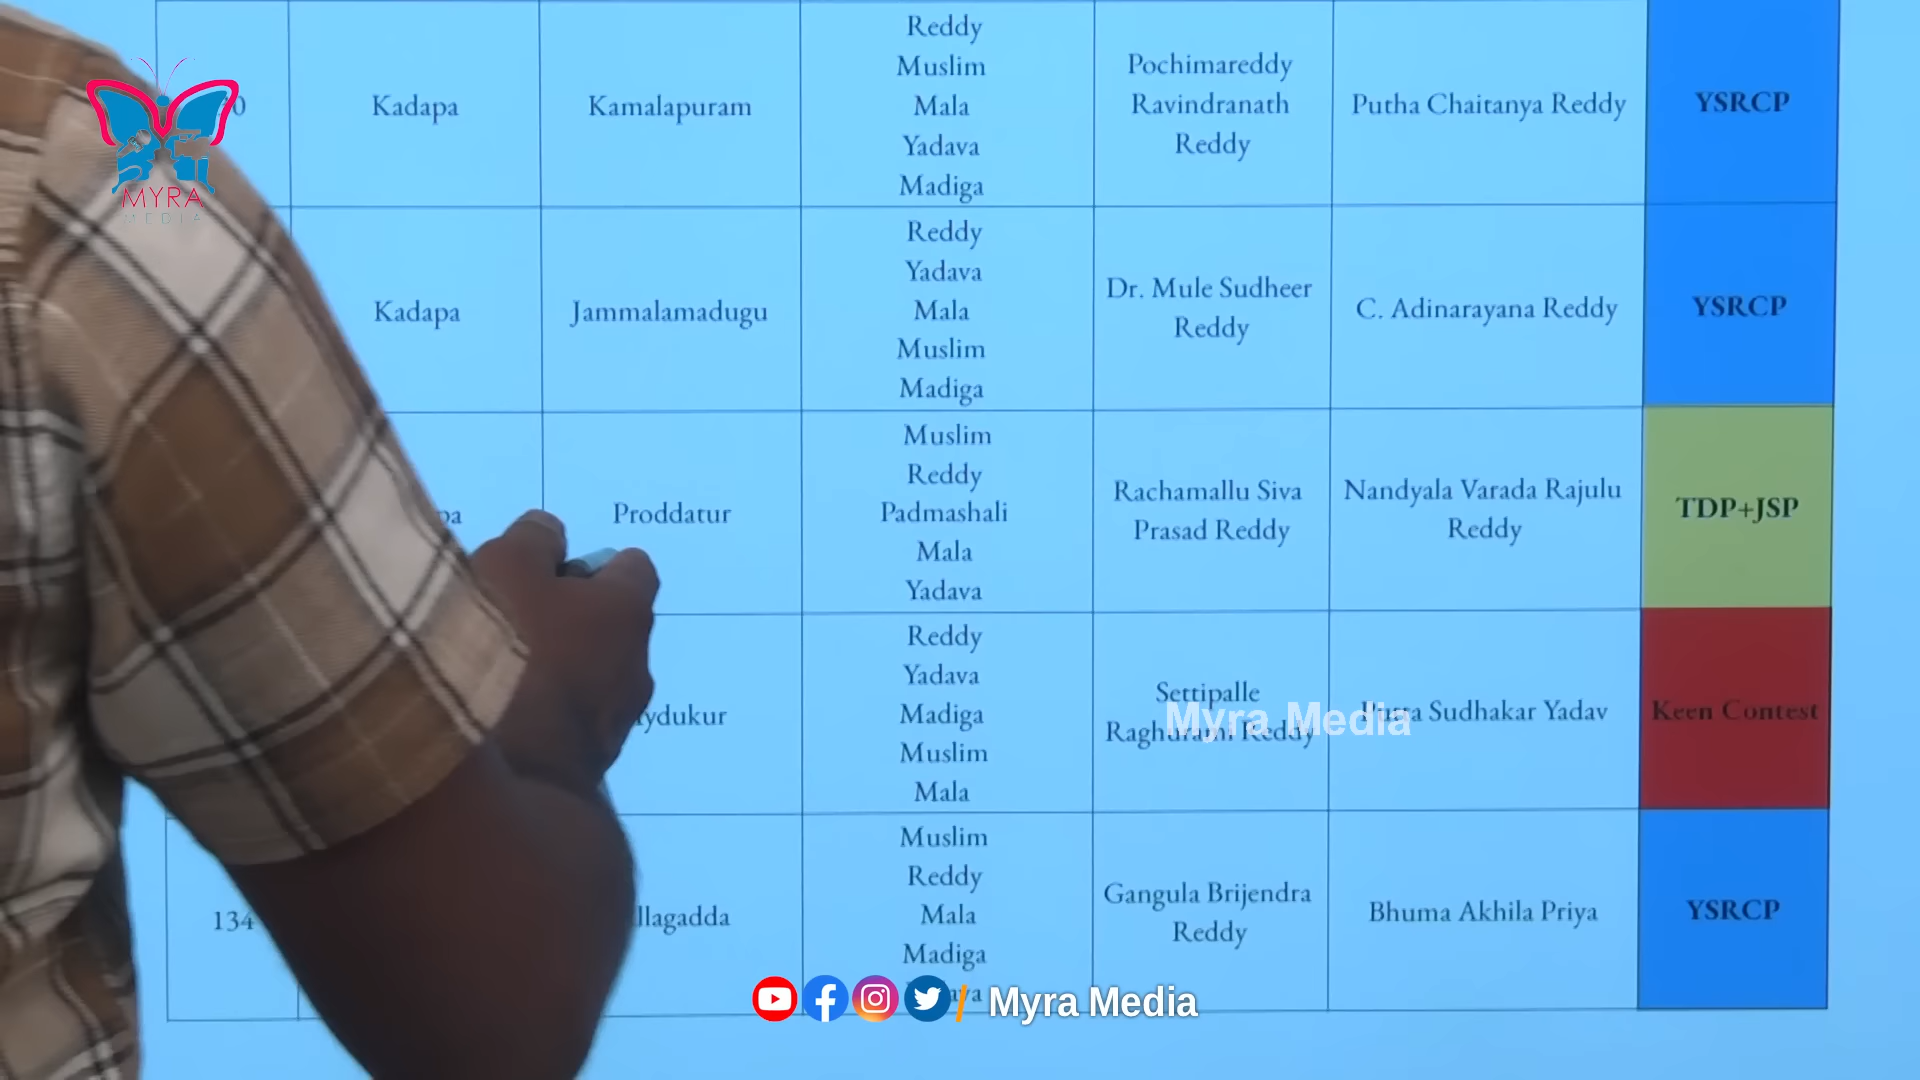 Reddy
Muslim
Mala
Yadava
Madiga
Kadapa
Kamalapuram
Pochimareddy
Ravindranath
Reddy
Putha Chaitanya Reddy
YSRCP
Kadapa
Jammalamadugu
Reddy
Yadava
Mala
Muslim
Madiga
Dr. Mule Sudheer
Reddy
C. Adinarayana Reddy
YSRCP
Proddatur
Muslim
Reddy
Padmashali
Mala
Yadava
Rachamallu Siva
Prasad Reddy
Nandyala Varada Rajulu
Reddy
TDP+JSP
Reddy
Yadava
Madiga
Muslim
Mala
Settipalle
Raghurami Reddy
Sudhakar Yadav
Keen Contest
134
Muslim
Reddy
Mala
Madiga
Gangula Brijendra
Reddy
Bhuma Akhila Priya
YSRCP
MYRA
MEDIA
Myra Media
/ Myra Media